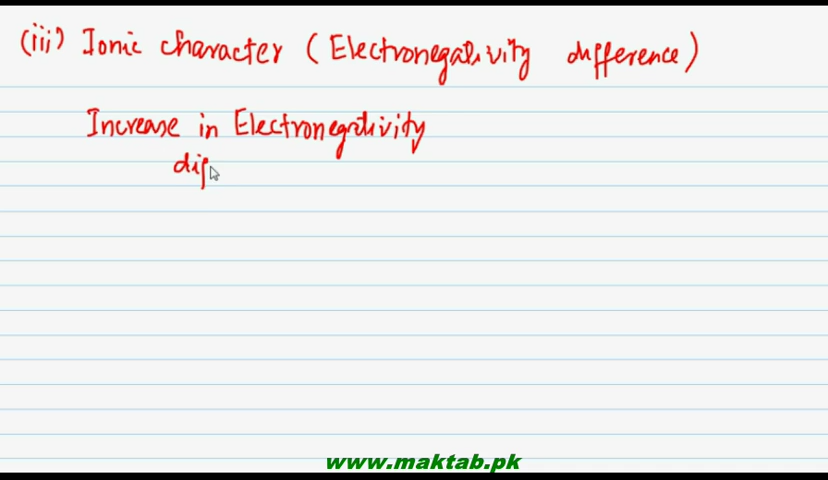 (iii) Ionic character (Electronegativity difference)
Increase in Electronegativity
dif
www.maktab.pk